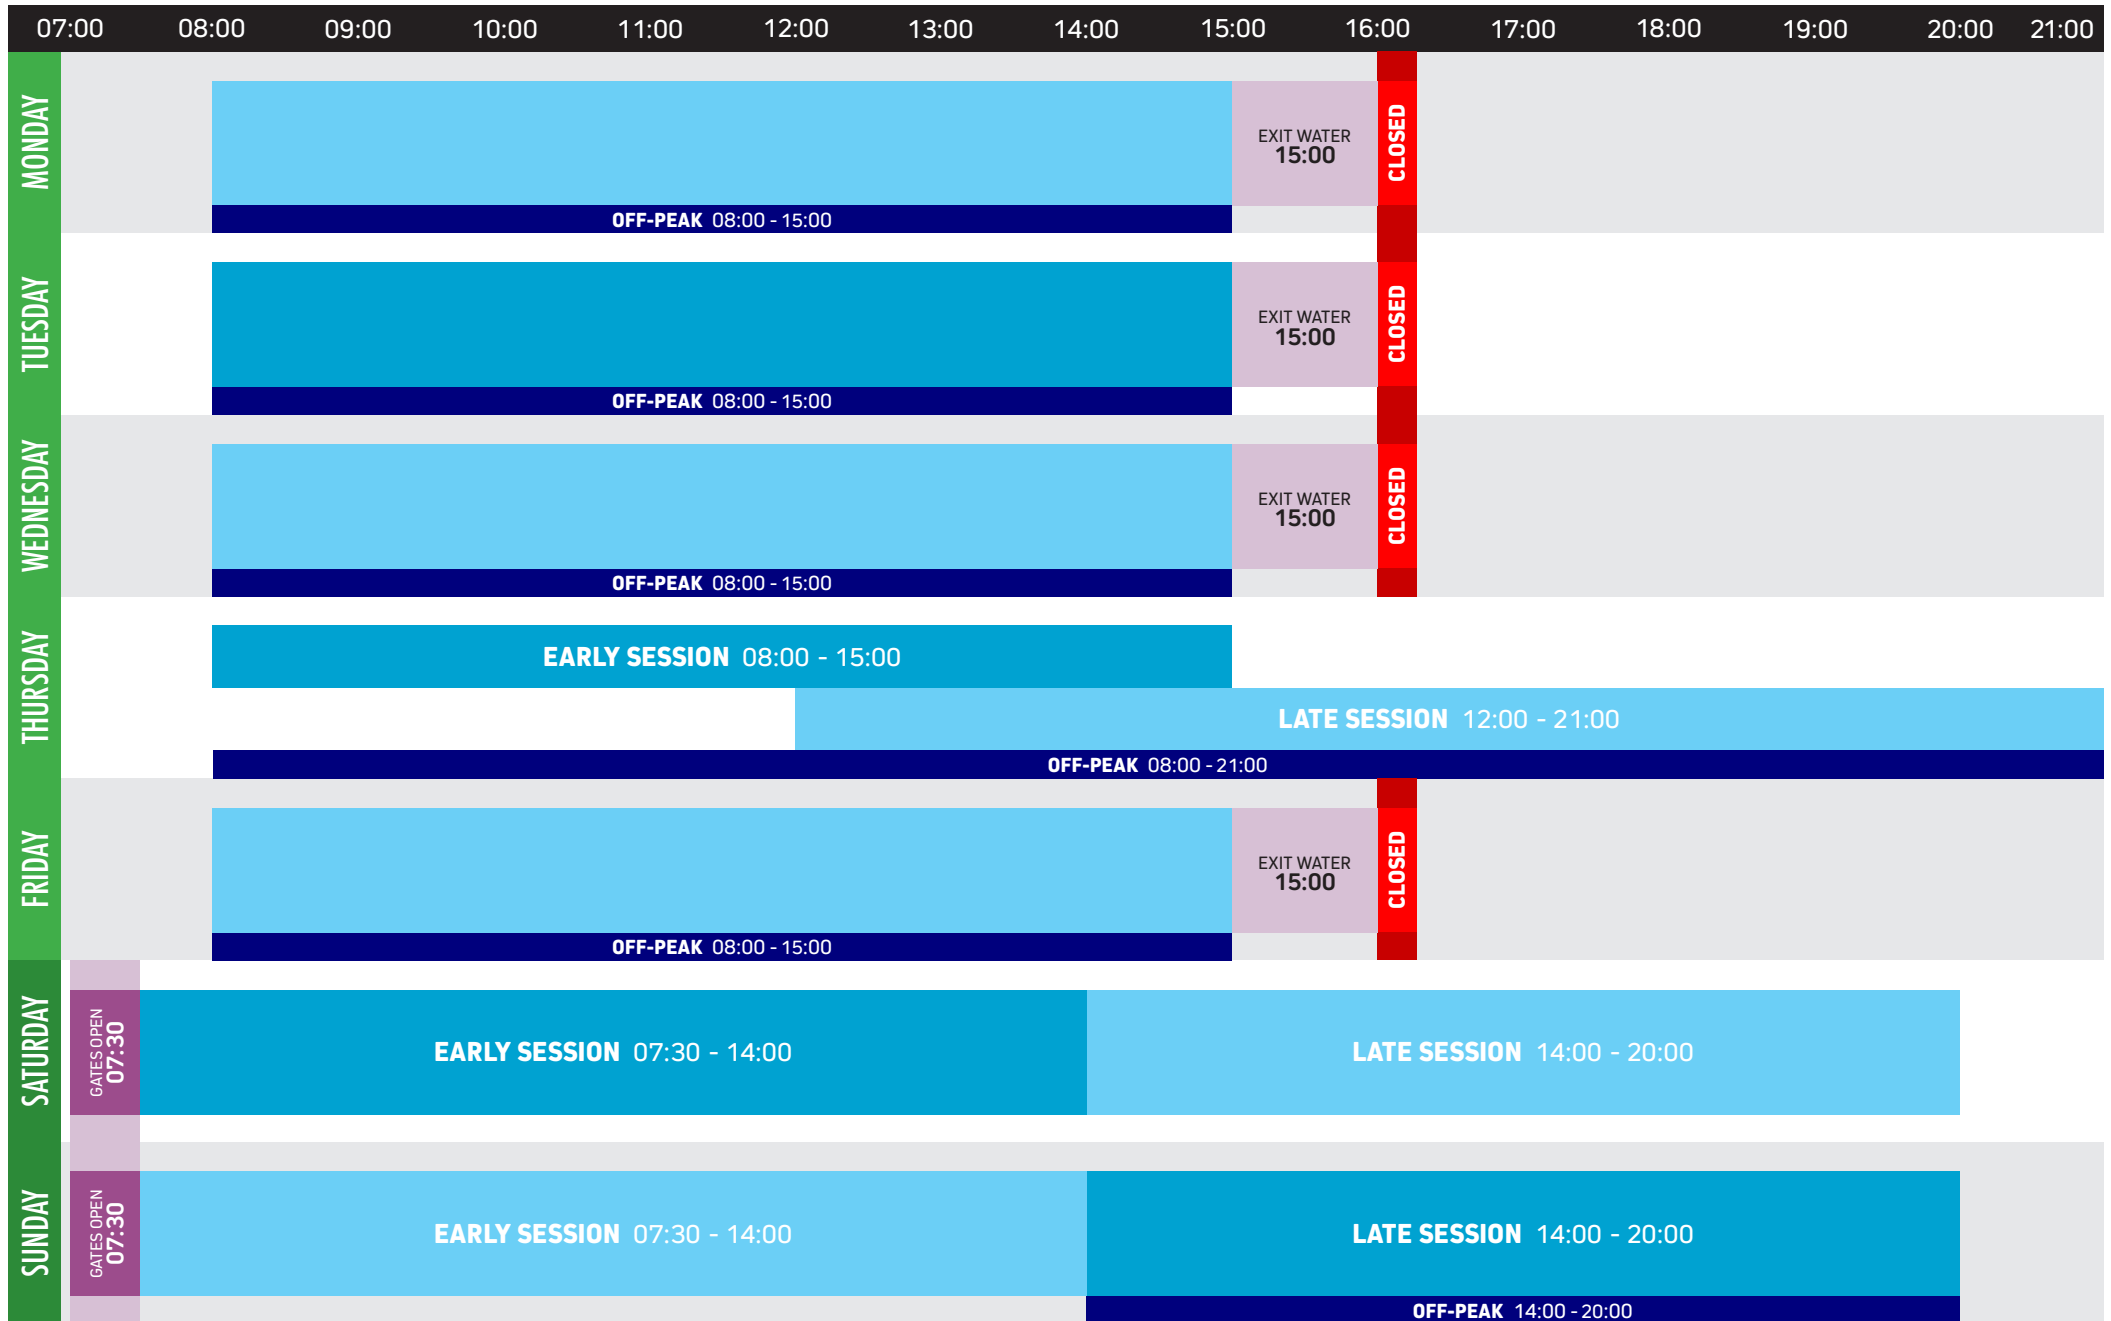 07:00 08:00 09:00 10:00 11:00 12:00 13:00 14:00 15:00 16:00 17:00 18:00 19:00 20:00 21:00
MONDAY
EXIT WATER
15:00
CLOSED
OFF-PEAK 08:00 - 15:00
TUESDAY
EXIT WATER
15:00
CLOSED
OFF-PEAK 08:00 - 15:00
WEDNESDAY
EXIT WATER
15:00
CLOSED
OFF-PEAK 08:00 - 15:00
THURSDAY
EARLY SESSION 08:00 - 15:00
LATE SESSION 12:00 - 21:00
OFF-PEAK 08:00 - 21:00
FRIDAY
EXIT WATER
15:00
CLOSED
OFF-PEAK 08:00 - 15:00
SATURDAY
GATES OPEN
07:30
EARLY SESSION 07:30 - 14:00
LATE SESSION 14:00 - 20:00
SUNDAY
GATES OPEN
07:30
EARLY SESSION 07:30 - 14:00
LATE SESSION 14:00 - 20:00
OFF-PEAK 14:00 - 20:00